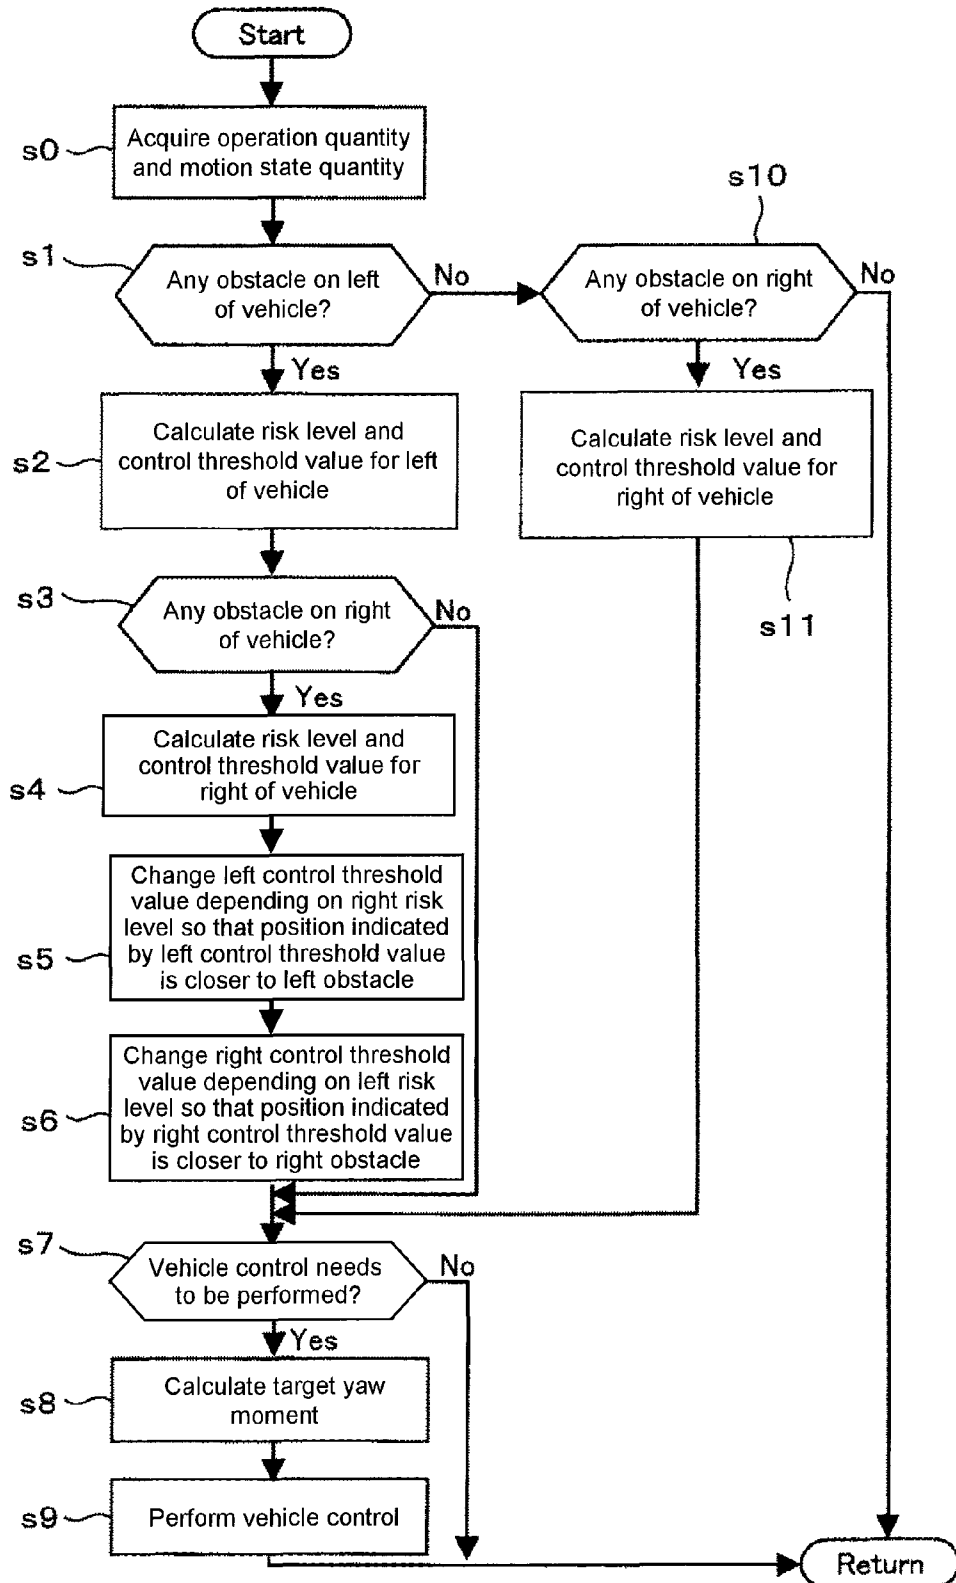 Start
s0
Acquire operation quantity
and motion state quantity
s10
s1
Any obstacle on left
of vehicle?
No
Any obstacle on right
of vehicle?
No
Yes
Yes
s2
Calculate risk level and
control threshold value for left
of vehicle
Calculate risk level and
control threshold value for
right of vehicle
s11
s3
Any obstacle on right
of vehicle?
No
Yes
s4
Calculate risk level and
control threshold value for
right of vehicle
s5
Change left control threshold
value depending on right risk
level so that position indicated
by left control threshold value
is closer to left obstacle
s6
Change right control threshold
value depending on left risk
level so that position indicated
by right control threshold value
is closer to right obstacle
s7
Vehicle control needs
to be performed?
No
Yes
s8
Calculate target yaw
moment
s9
Perform vehicle control
Return